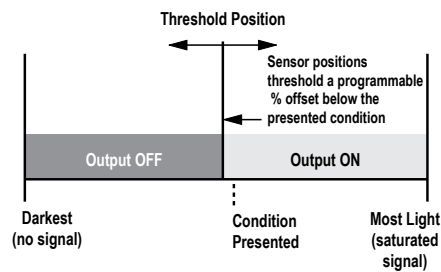 Threshold Position
Sensor positions
threshold a programmable
% offset below the
presented condition
Output OFF
Output ON
Darkest
(no signal)
Condition
Presented
Most Light
(saturated
signal)